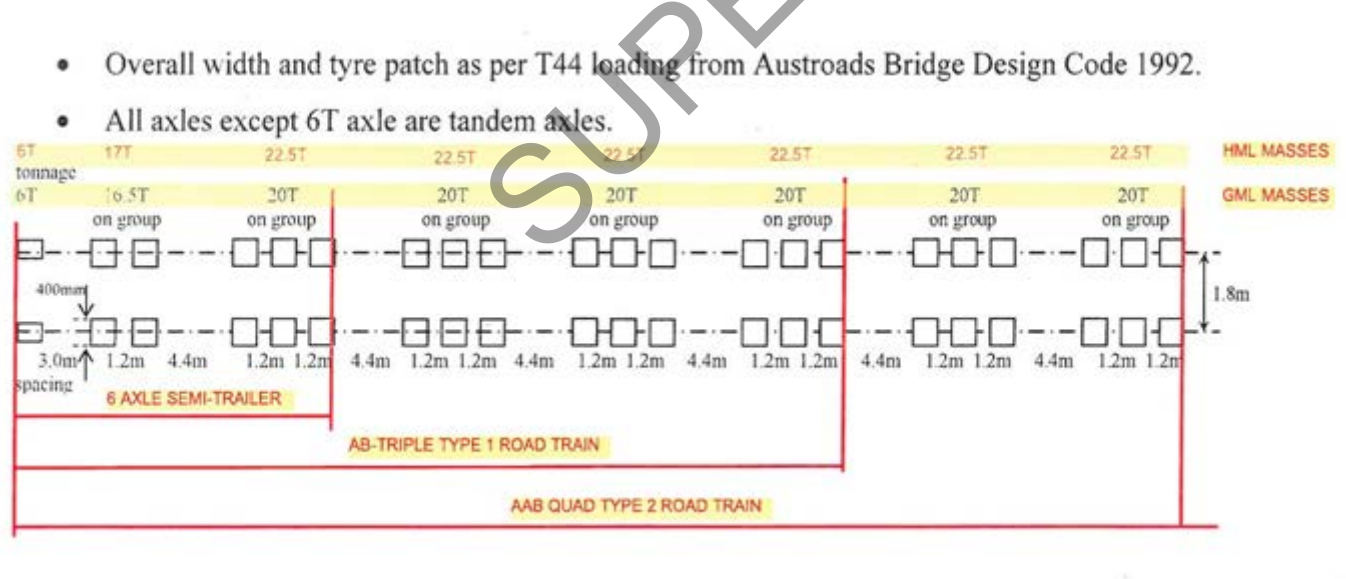 • Overall width and tyre patch as per T44 loading from Austroads Bridge Design Code 1992.
• All axles except 6T axle are tandem axles.
6T 17T 22.5T 22.5T 22.5T 22.5T 22.5T 22.5T HML MASSES
tonnage
6T 16.5T 20T 20T 20T 20T 20T 20T GML MASSES
on group on group on group on group on group on group on group
400mm 1.8m
3.0m 1.2m 4.4m 1.2m 1.2m 4.4m 1.2m 1.2m 4.4m 1.2m 1.2m 4.4m 1.2m 1.2m 4.4m 1.2m 1.2m 4.4m 1.2m 1.2m
spacing
6 AXLE SEMI-TRAILER
AB-TRIPLE TYPE 1 ROAD TRAIN
AAB QUAD TYPE 2 ROAD TRAIN